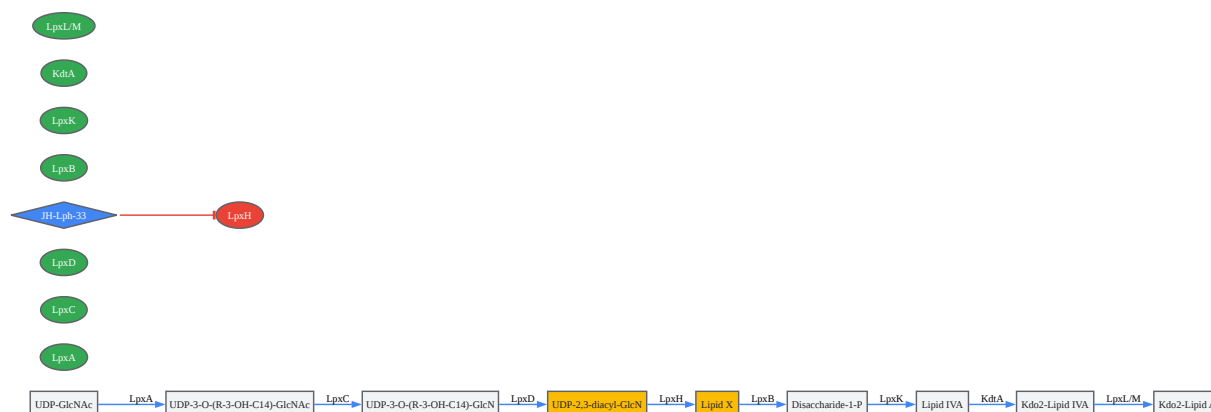 LpxL/M
KdtA
LpxK
LpxB
JH-Lph-33
LpxH
LpxD
LpxC
LpxA
UDP-GlcNAc
LpxA
UDP-3-O-(R-3-OH-C14)-GlcNAc
LpxC
UDP-3-O-(R-3-OH-C14)-GlcN
LpxD
UDP-2,3-diacyl-GlcN
LpxH
Lipid X
LpxB
Disaccharide-1-P
LpxK
Lipid IVA
KdtA
Kdo2-Lipid IVA
LpxL/M
Kdo2-Lipid A